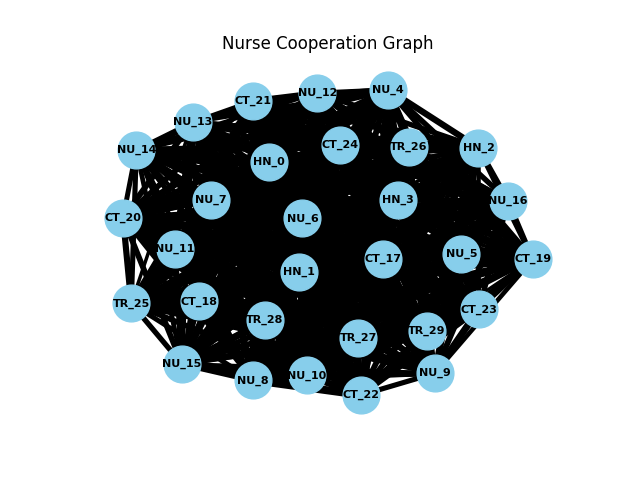 Nurse Cooperation Graph
NU_4
NU_12
CT_21
NU_13
CT_24
TR_26
HN_2
NU_14
HN_0
NU_7
HN_3
NU_16
CT_20
NU_6
NU_11
NU_5
CT_17
CT_19
HN_1
TR_25
CT_18
CT_23
TR_28
TR_29
TR_27
NU_15
NU_8
NU_10
NU_9
CT_22